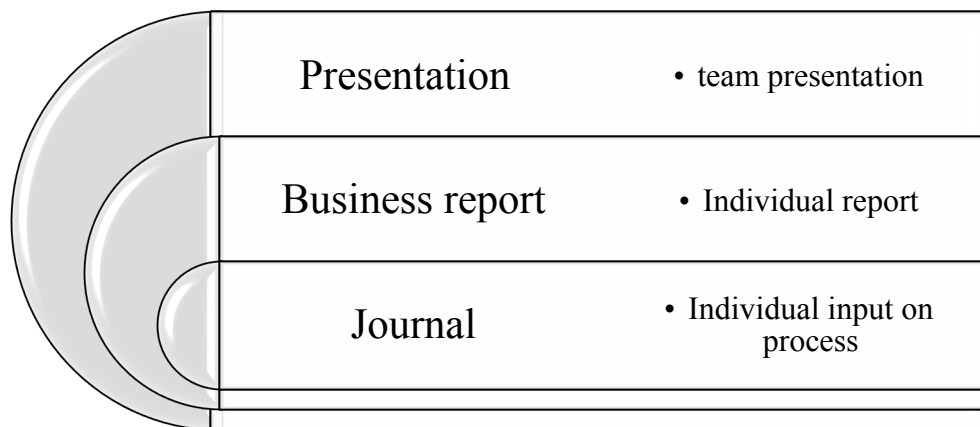 Presentation
• team presentation
Business report
• Individual report
Journal
• Individual input on
process